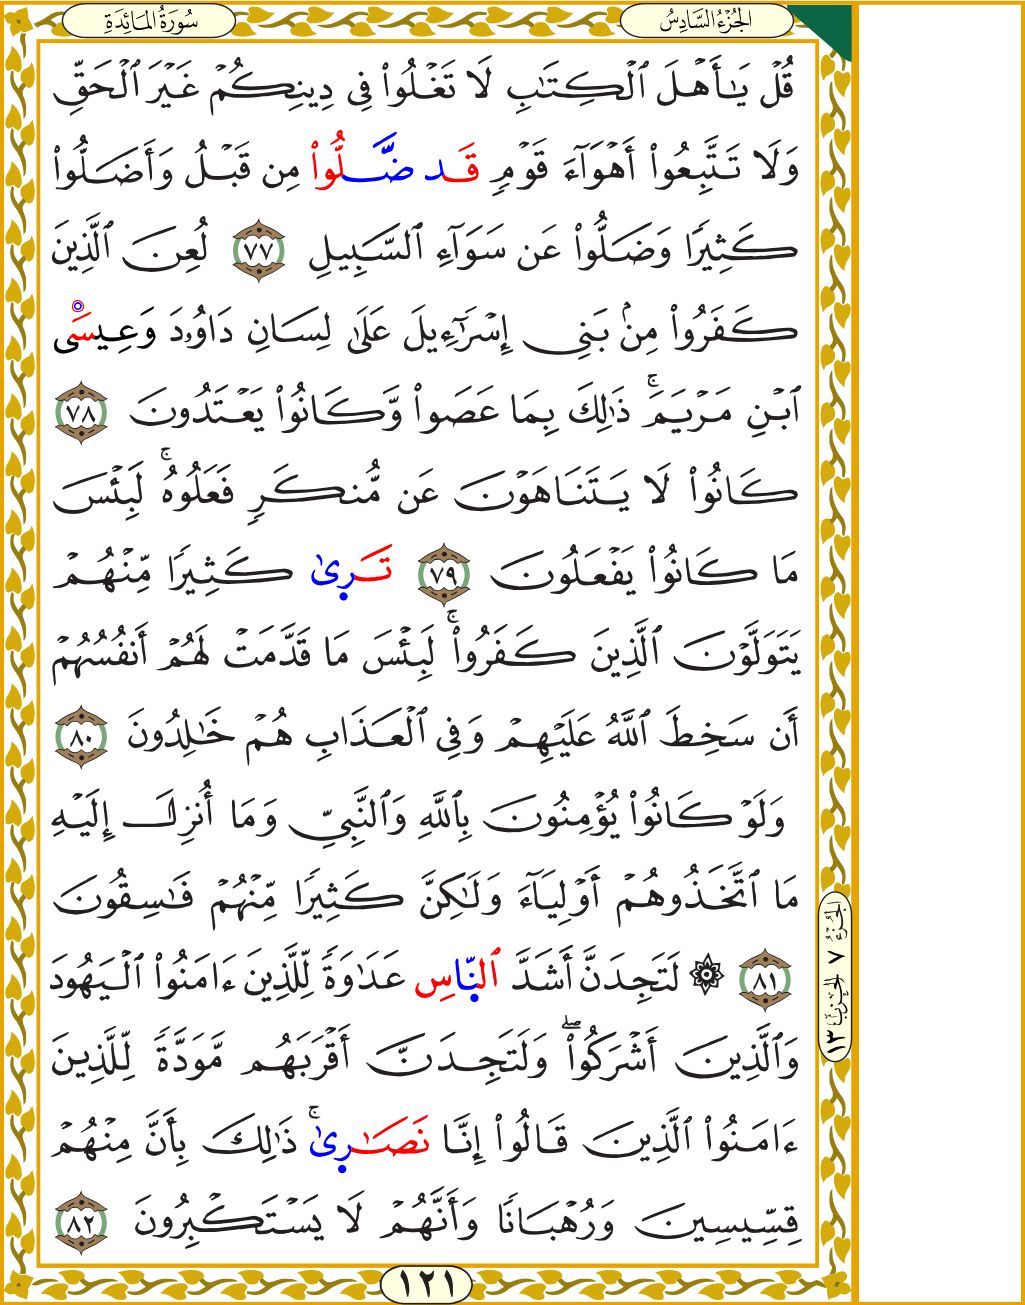 سُورَةُ المَائِدَةِ
الجُزْءُ السَّادِسُ
قُلْ يَٰٓأَهْلَ ٱلْكِتَٰبِ لَا تَغْلُوا۟ فِى دِينِكُمْ غَيْرَ ٱلْحَقِّ
وَلَا تَتَّبِعُوٓا۟ أَهْوَآءَ قَوْمٍ قَد ضَّلُّوا۟ مِن قَبْلُ وَأَضَلُّوا۟
كَثِيرًا وَضَلُّوا۟ عَن سَوَآءِ ٱلسَّبِيلِ ٧٧ لُعِنَ ٱلَّذِينَ
كَفَرُوا۟ مِنۢ بَنِىٓ إِسْرَٰٓءِيلَ عَلَىٰ لِسَانِ دَاوُۥدَ وَعِيسَى
ٱبْنِ مَرْيَمَ ۚ ذَٰلِكَ بِمَا عَصَوا۟ وَّكَانُوا۟ يَعْتَدُونَ ٧٨
كَانُوا۟ لَا يَتَنَاهَوْنَ عَن مُّنكَرٍ فَعَلُوهُ ۚ لَبِئْسَ
مَا كَانُوا۟ يَفْعَلُونَ ٧٩ تَرَىٰ كَثِيرًا مِّنْهُمْ
يَتَوَلَّوْنَ ٱلَّذِينَ كَفَرُوا۟ ۚ لَبِئْسَ مَا قَدَّمَتْ لَهُمْ أَنفُسُهُمْ
أَن سَخِطَ ٱللَّهُ عَلَيْهِمْ وَفِى ٱلْعَذَابِ هُمْ خَٰلِدُونَ ٨٠
وَلَوْ كَانُوا۟ يُؤْمِنُونَ بِٱللَّهِ وَٱلنَّبِىِّ وَمَآ أُنزِلَ إِلَيْهِ
مَا ٱتَّخَذُوهُمْ أَوْلِيَآءَ وَلَٰكِنَّ كَثِيرًا مِّنْهُمْ فَٰسِقُونَ
٨١ ۞ لَتَجِدَنَّ أَشَدَّ ٱلنَّاسِ عَدَٰوَةً لِّلَّذِينَ ءَامَنُوا۟ ٱلْيَهُودَ
وَٱلَّذِينَ أَشْرَكُوا۟ ۖ وَلَتَجِدَنَّ أَقْرَبَهُم مَّوَدَّةً لِّلَّذِينَ
ءَامَنُوا۟ ٱلَّذِينَ قَالُوٓا۟ إِنَّا نَصَٰرَىٰ ۚ ذَٰلِكَ بِأَنَّ مِنْهُمْ
قِسِّيسِينَ وَرُهْبَانًا وَأَنَّهُمْ لَا يَسْتَكْبِرُونَ ٨٢
الجُزْءُ ٧ الحِزْبُ ١٣
١٢١